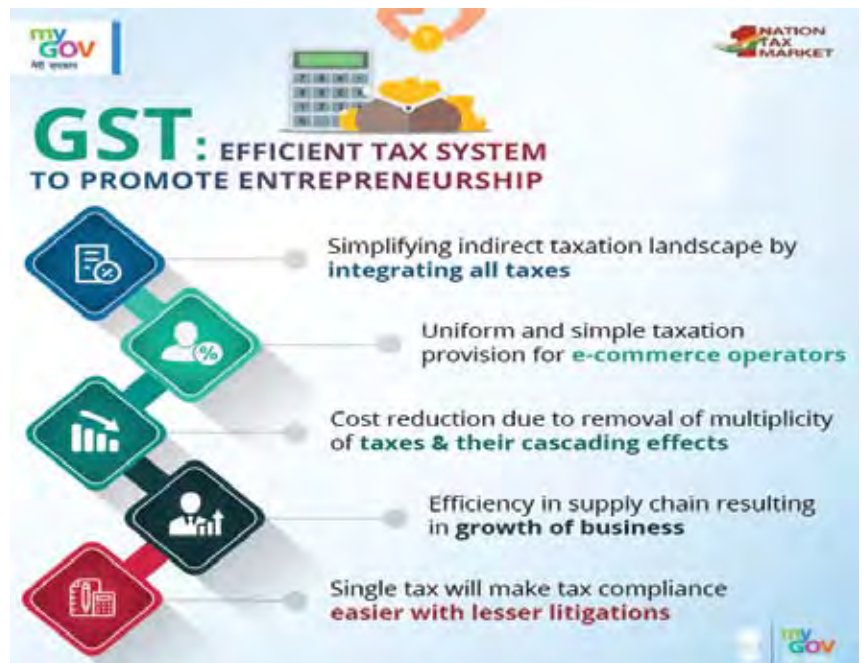 my
GOV
मेरी सरकार
1 NATION
TAX
MARKET
GST: EFFICIENT TAX SYSTEM
TO PROMOTE ENTREPRENEURSHIP
Simplifying indirect taxation landscape by
integrating all taxes
Uniform and simple taxation
provision for e-commerce operators
Cost reduction due to removal of multiplicity
of taxes & their cascading effects
Efficiency in supply chain resulting
in growth of business
Single tax will make tax compliance
easier with lesser litigations
my
GOV